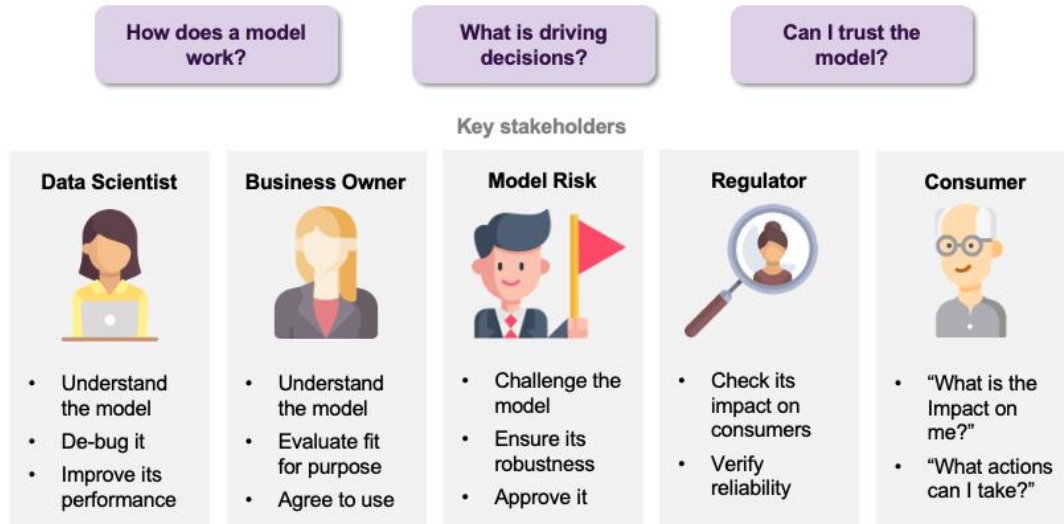 How does a model
work?
What is driving
decisions?
Can I trust the
model?
Key stakeholders
Data Scientist
• Understand
the model
• De-bug it
• Improve its
performance
Business Owner
• Understand
the model
• Evaluate fit
for purpose
• Agree to use
Model Risk
• Challenge the
model
• Ensure its
robustness
• Approve it
Regulator
• Check its
impact on
consumers
• Verify
reliability
Consumer
• “What is the
Impact on
me?”
• “What actions
can I take?”